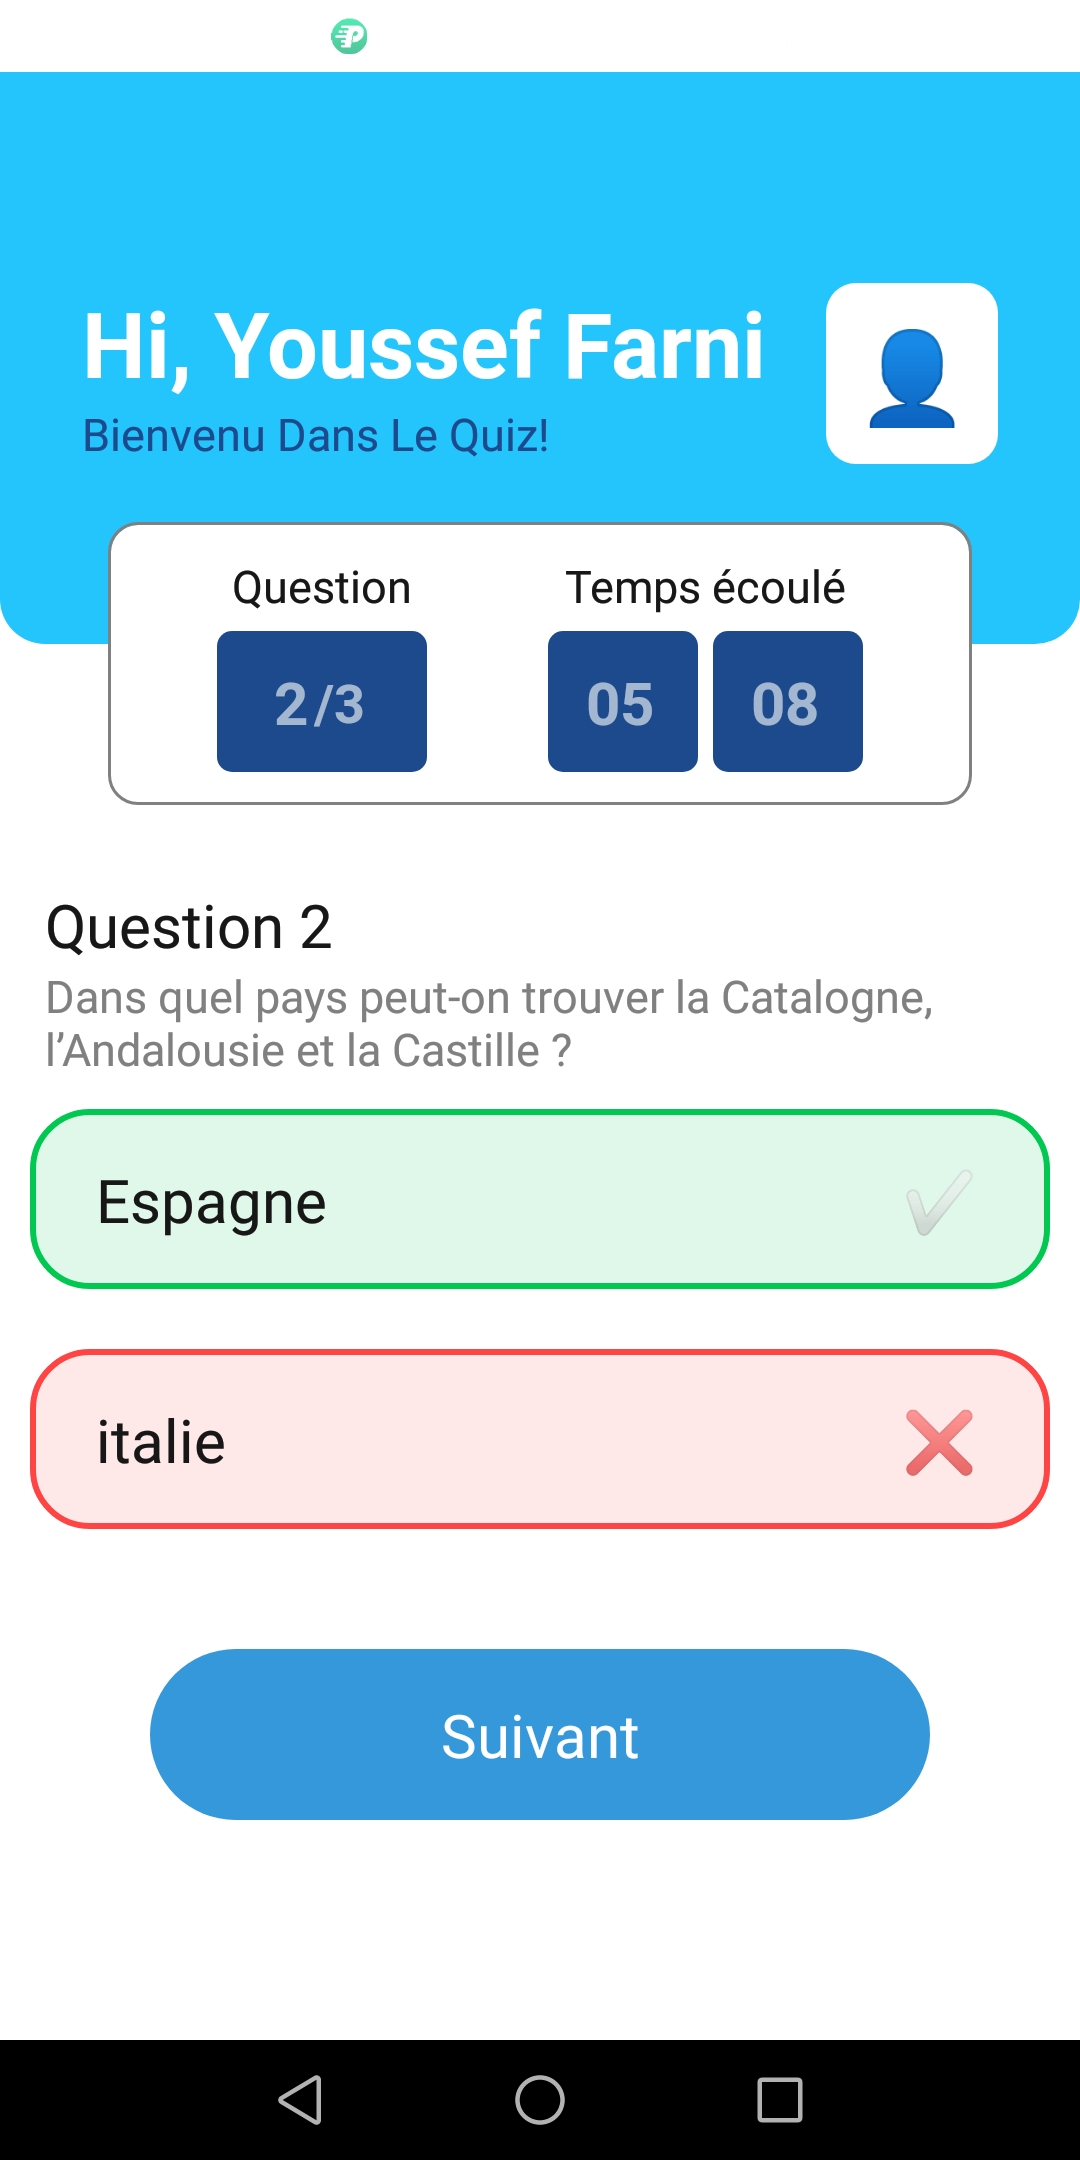 Hi, Youssef Farni
Bienvenu Dans Le Quiz!
Question
Temps écoulé
2/3
05
08
Question 2
Dans quel pays peut-on trouver la Catalogne,
l’Andalousie et la Castille ?
Espagne
italie
Suivant